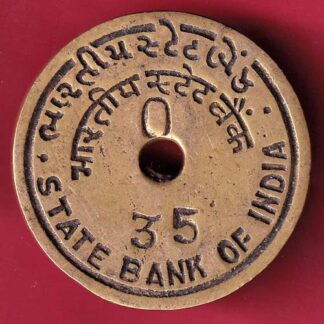 ભારતીય સ્ટેટ બેંક
भारतीय स्टेट बैंक
0
35
STATE BANK OF INDIA